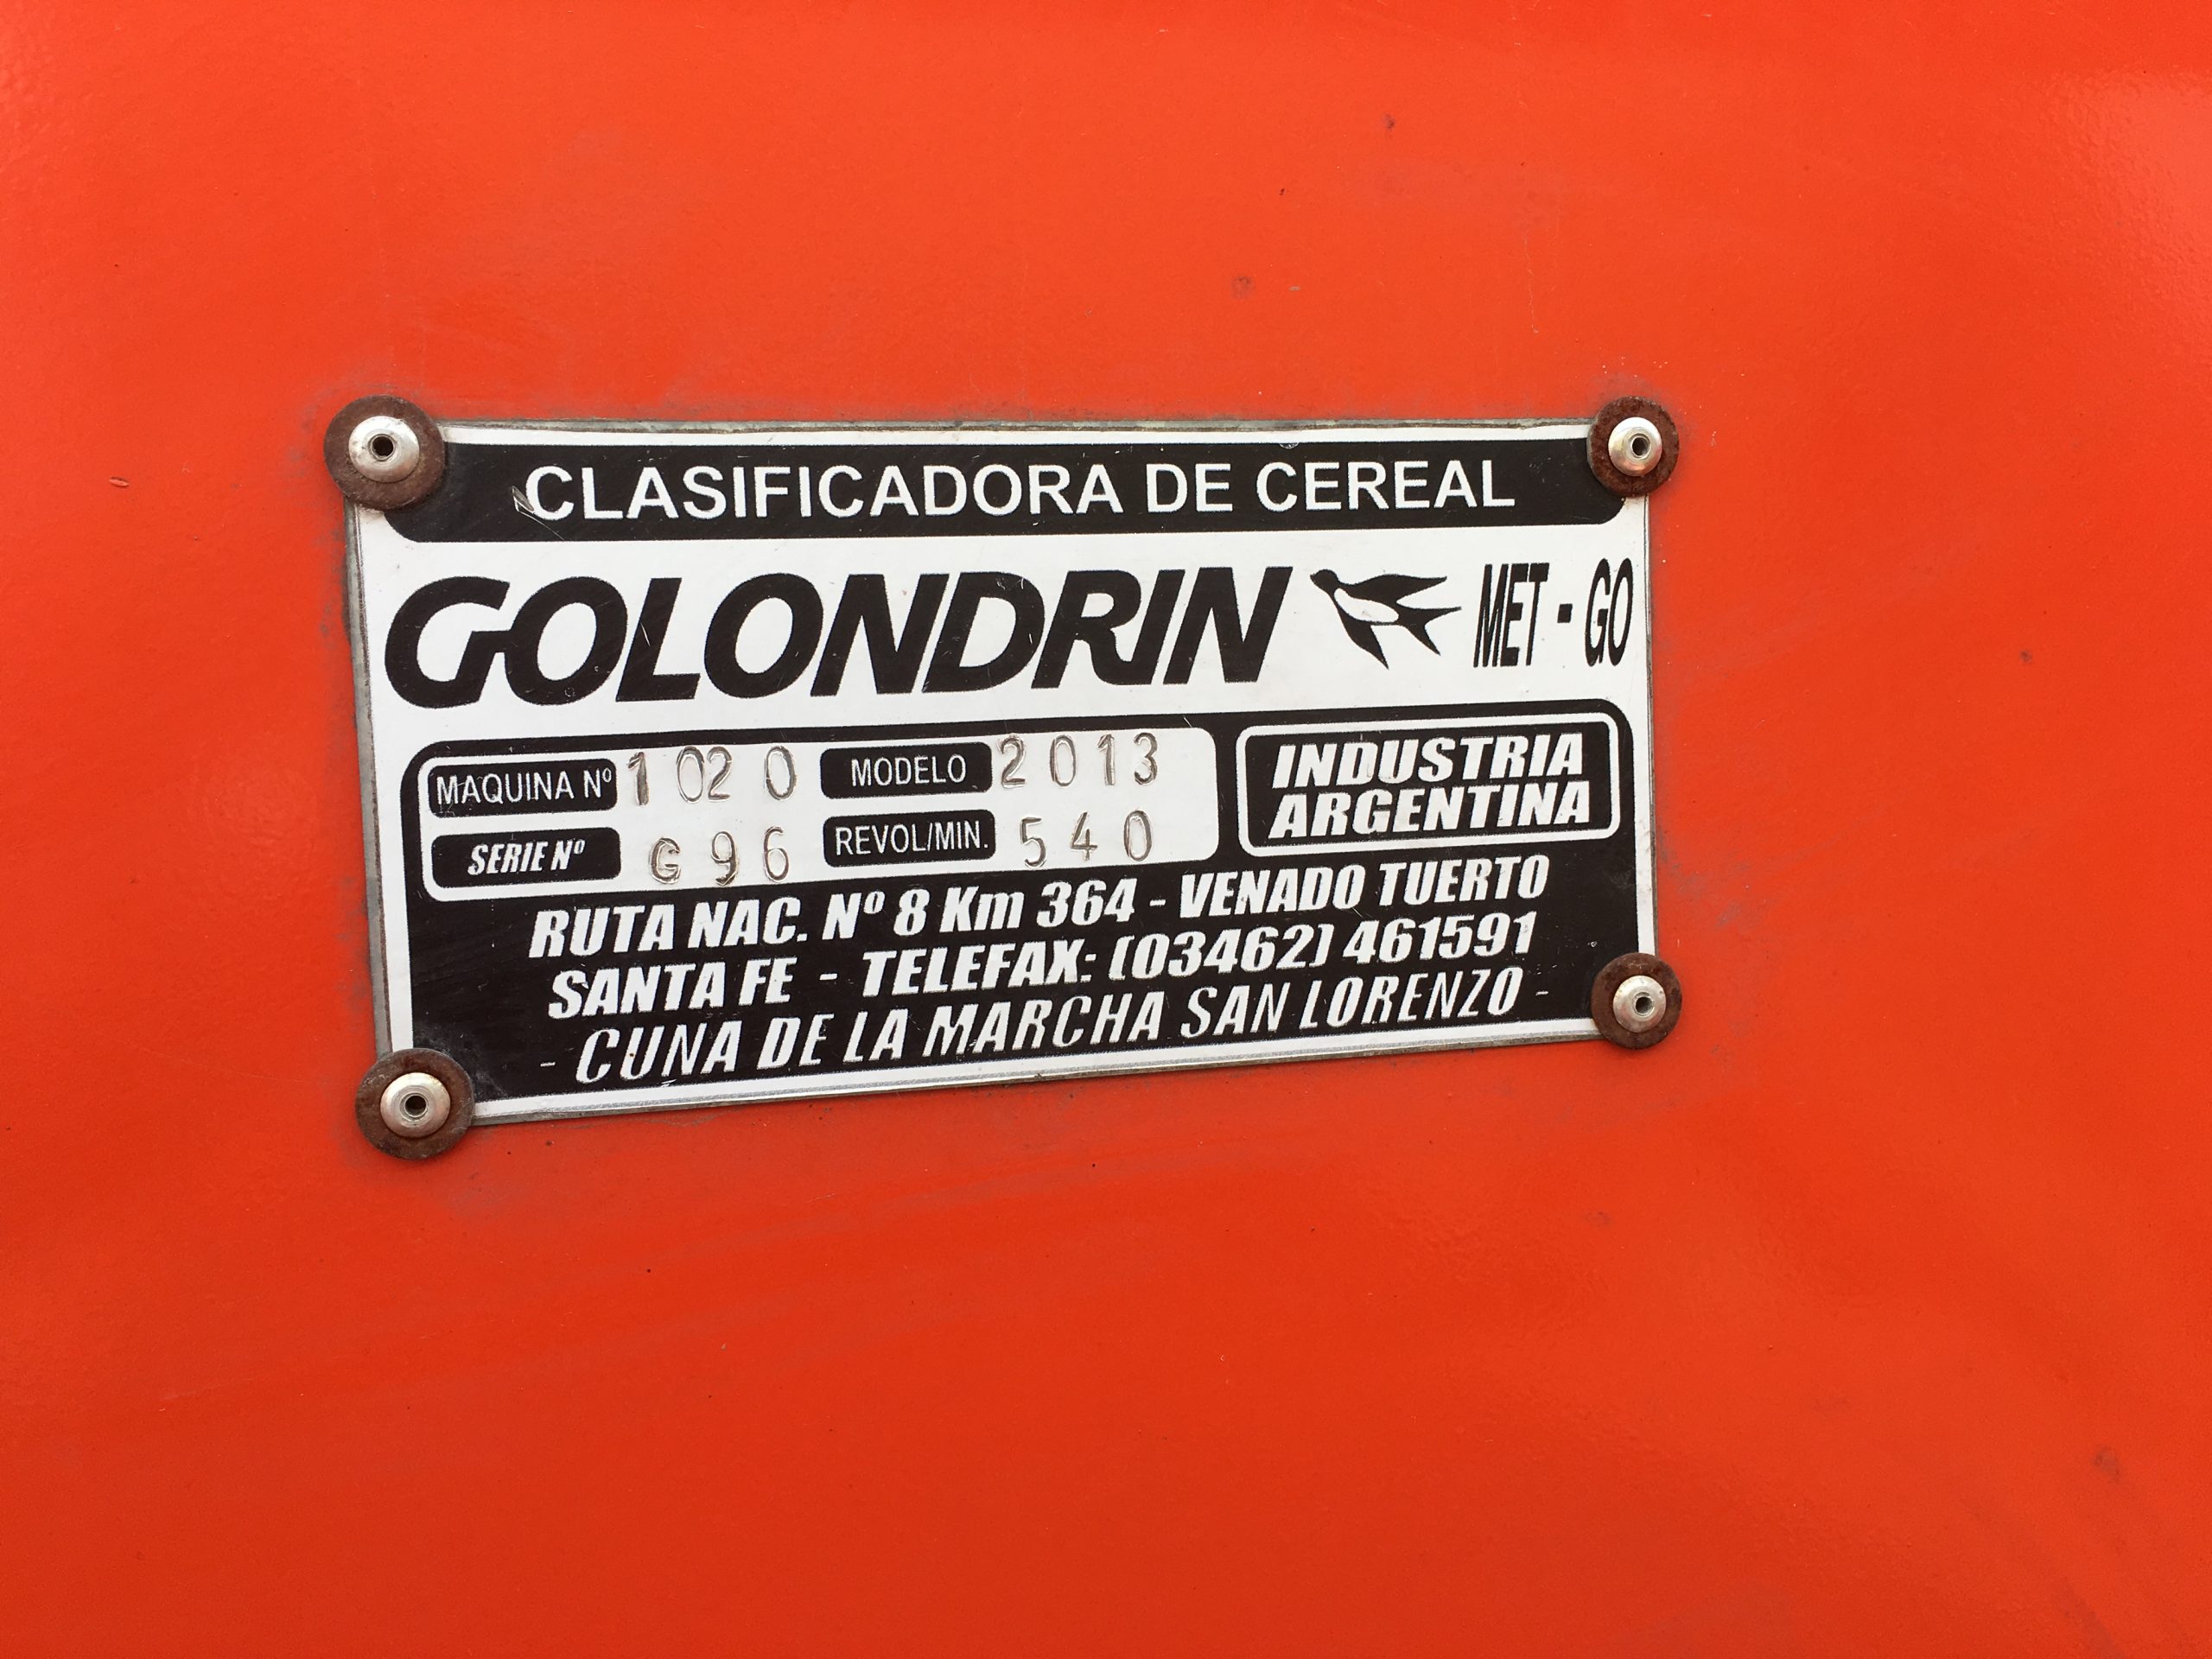 CLASIFICADORA DE CEREAL
GOLONDRIN MET - GO
MAQUINA Nº 1020 MODELO 2013
SERIE Nº G96 REVOL/MIN. 540
INDUSTRIA
ARGENTINA
RUTA NAC. Nº 8 Km 364 - VENADO TUERTO
SANTA FE - TELEFAX: (03462) 461591
- CUNA DE LA MARCHA SAN LORENZO -